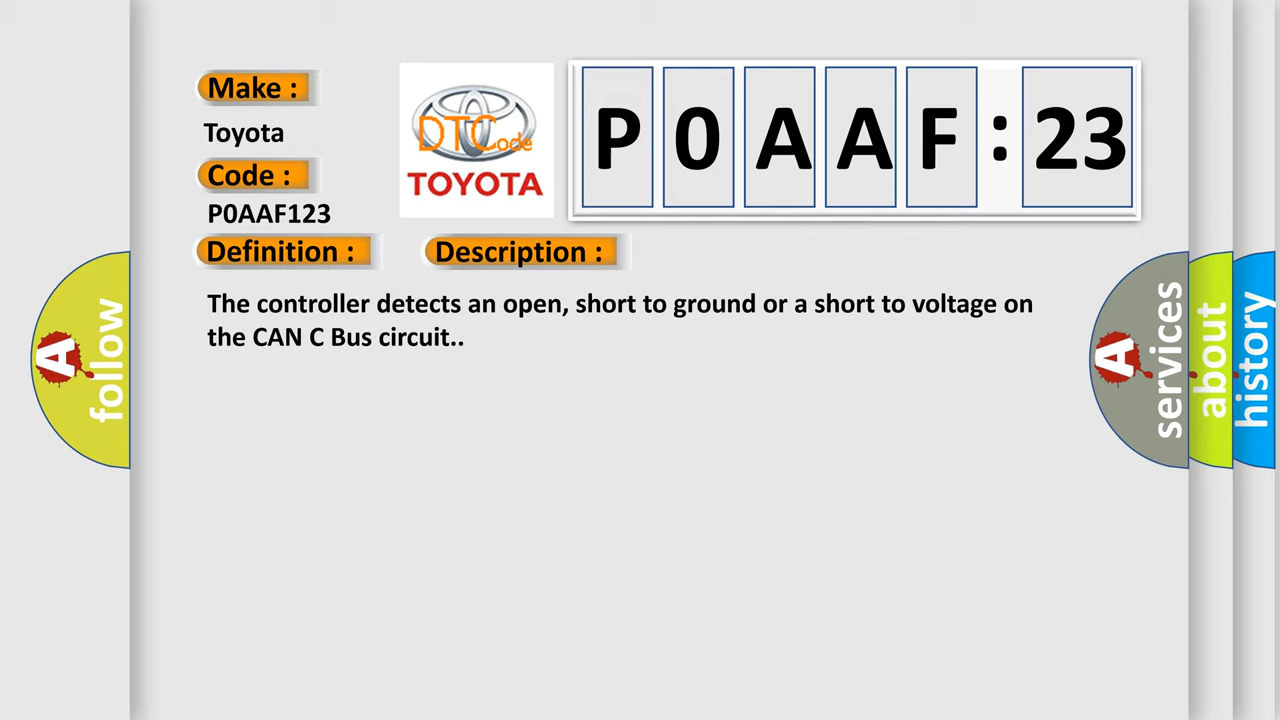 Make :
Toyota
Code :
P0AAF123
Definition :
Description :
The controller detects an open, short to ground or a short to voltage on
the CAN C Bus circuit..
DTCode
TOYOTA
P0AAF:23
A follow
A services
about
history